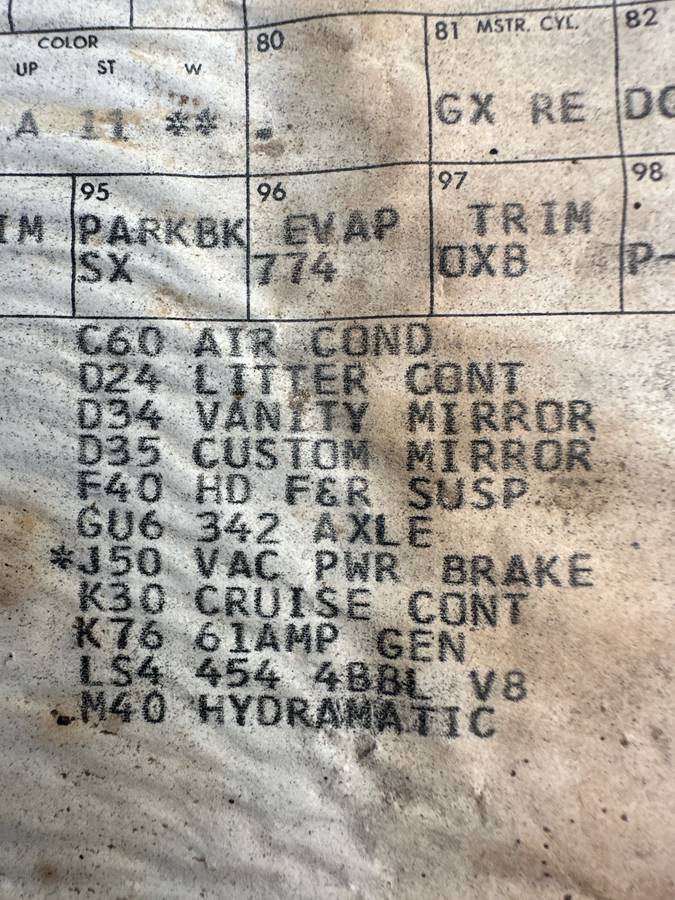 COLOR
UP ST W
A 11 **
80
81 MSTR. CYL.
GX RE
82
95
PARKBK
SX
96
EVAP
774
97
TRIM
OXB
98
C60 AIR COND
D24 LITTER CONT
D34 VANITY MIRROR
D35 CUSTOM MIRROR
F40 HD F&R SUSP
GU6 342 AXLE
*J50 VAC PWR BRAKE
K30 CRUISE CONT
K76 61AMP GEN
LS4 454 4BBL V8
M40 HYDRAMATIC